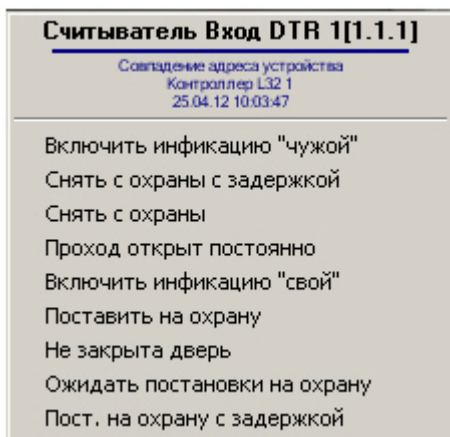 Считыватель Вход DTR 1[1.1.1]
Совпадение адреса устройства
Контроллер L32 1
25.04.12 10:03:47
Включить инфикацию "чужой"
Снять с охраны с задержкой
Снять с охраны
Проход открыт постоянно
Включить инфикацию "свой"
Поставить на охрану
Не закрыта дверь
Ожидать постановки на охрану
Пост. на охрану с задержкой